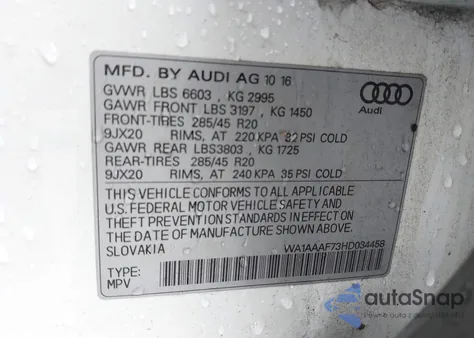 MFD. BY AUDI AG 10 16
GVWR LBS 6603 , KG 2995
GAWR FRONT LBS 3197 , KG 1450
FRONT-TIRES 285/45 R20
9JX20 RIMS, AT 220 KPA 32 PSI COLD
GAWR REAR LBS3803 , KG 1725
REAR-TIRES 285/45 R20
9JX20 RIMS, AT 240 KPA 35 PSI COLD
Audi
THIS VEHICLE CONFORMS TO ALL APPLICABLE
U.S. FEDERAL MOTOR VEHICLE SAFETY AND
THEFT PREVENTION STANDARDS IN EFFECT ON
THE DATE OF MANUFACTURE SHOWN ABOVE.
SLOVAKIA WA1AAAF73HD034458
TYPE:
MPV
autoSnap
POWERED BY